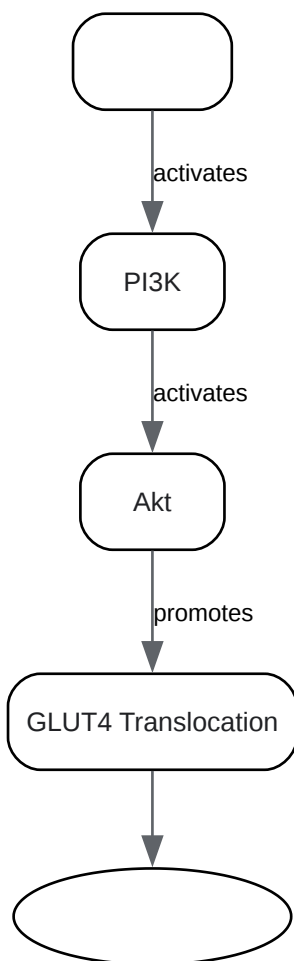 activates
PI3K
activates
Akt
promotes
GLUT4 Translocation